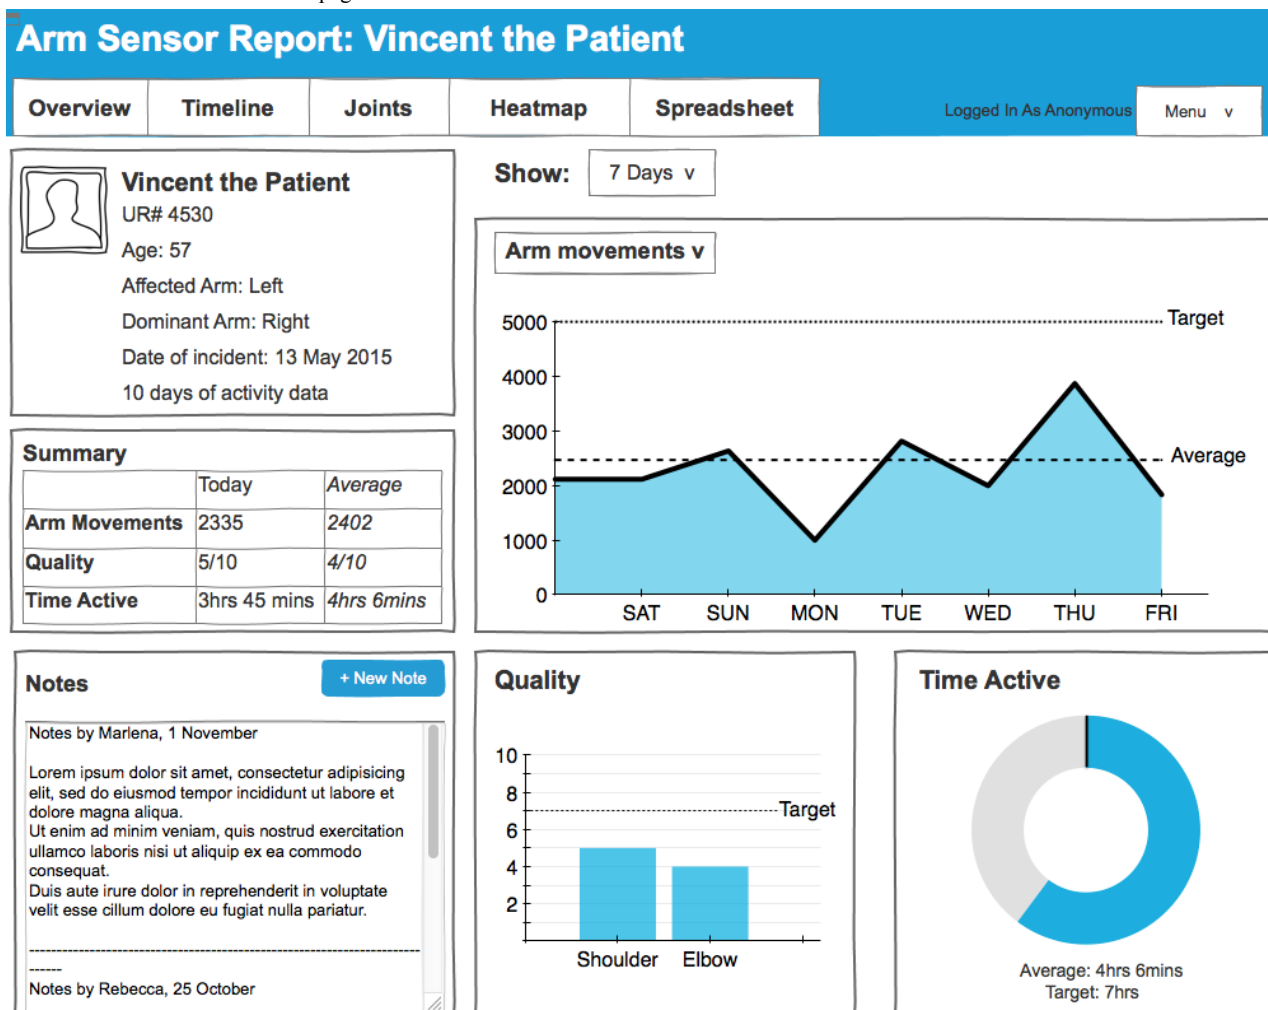 Arm Sensor Report: Vincent the Patient
Overview Timeline Joints Heatmap Spreadsheet Logged In As Anonymous Menu v
Vincent the Patient
UR# 4530
Age: 57
Affected Arm: Left
Dominant Arm: Right
Date of incident: 13 May 2015
10 days of activity data
Show: 7 Days v
Arm movements v
5000 Target
4000
3000
Average
2000
1000
0
SAT SUN MON TUE WED THU FRI
Summary
Today Average
Arm Movements 2335 2402
Quality 5/10 4/10
Time Active 3hrs 45 mins 4hrs 6mins
Notes + New Note
Notes by Marlena, 1 November
Lorem ipsum dolor sit amet, consectetur adipisicing
elit, sed do eiusmod tempor incididunt ut labore et
dolore magna aliqua.
Ut enim ad minim veniam, quis nostrud exercitation
ullamco laboris nisi ut aliquip ex ea commodo
consequat.
Duis aute irure dolor in reprehenderit in voluptate
velit esse cillum dolore eu fugiat nulla pariatur.
--------------------------------------------------------------------
------
Notes by Rebecca, 25 October
Quality
10
8
Target
6
4
2
Shoulder Elbow
Time Active
Average: 4hrs 6mins
Target: 7hrs